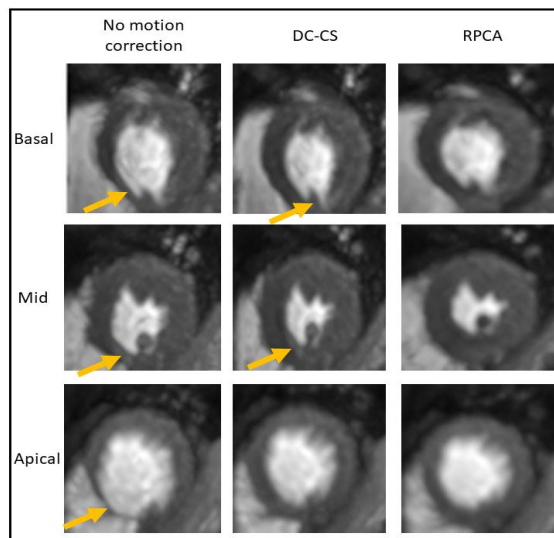 No motion
correction
DC-CS
RPCA
Basal
Mid
Apical